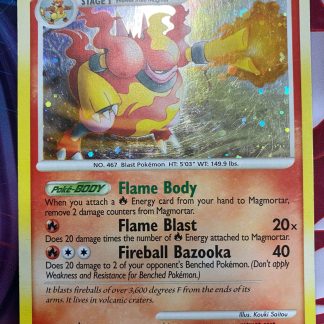 STAGE 1
NO. 467 Blast Pokémon HT: 5'03" WT: 149.9 lbs.
Poké-BODY Flame Body
When you attach a Energy card from your hand to Magmortar,
remove 2 damage counters from Magmortar.
Flame Blast 20x
Does 20 damage times the number of Energy attached to Magmortar.
Fireball Bazooka 40
Does 20 damage to 2 of your opponent's Benched Pokémon. (Don't apply
Weakness and Resistance for Benched Pokémon.)
It blasts fireballs of over 3,600 degrees F from the ends of its
arms. It lives in volcanic craters.
Illus. Kouki Saitou